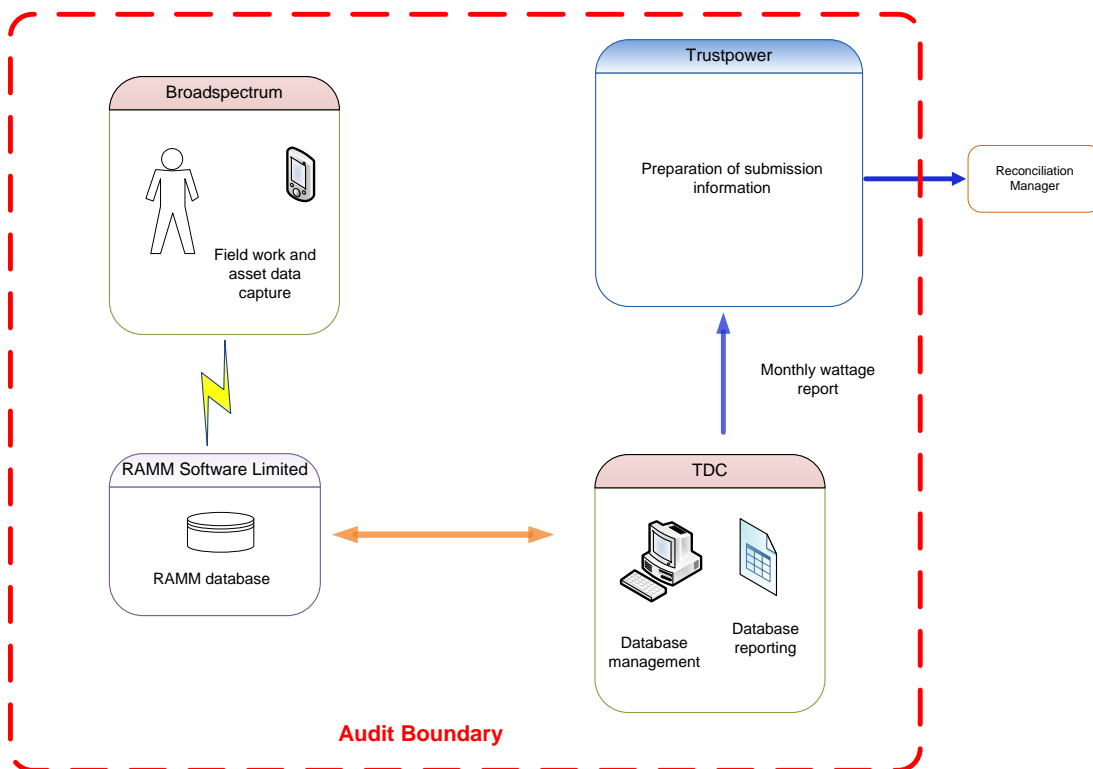 Trustpower
Broadspectrum
Preparation of submission
information
Reconciliation
Manager
Field work and
asset data
capture
Monthly wattage
report
RAMM Software Limited
TDC
RAMM database
Database
management
Database
reporting
Audit Boundary